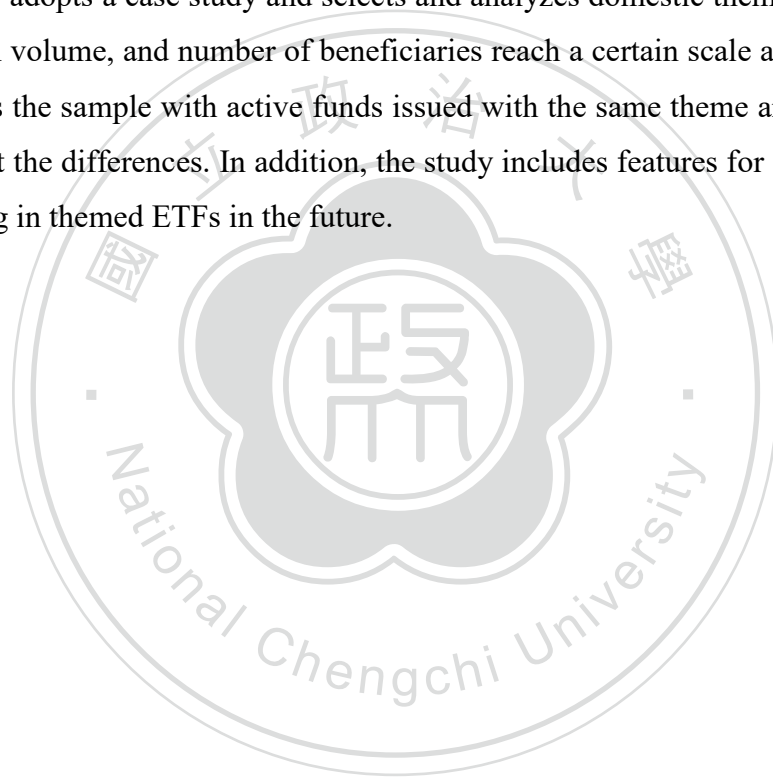 adopts a case study and selects and analyzes domestic them
volume, and number of beneficiaries reach a certain scale a
s the sample with active funds issued with the same theme a
t the differences. In addition, the study includes features for
g in themed ETFs in the future.
國立政治大學
政
National Chengchi University